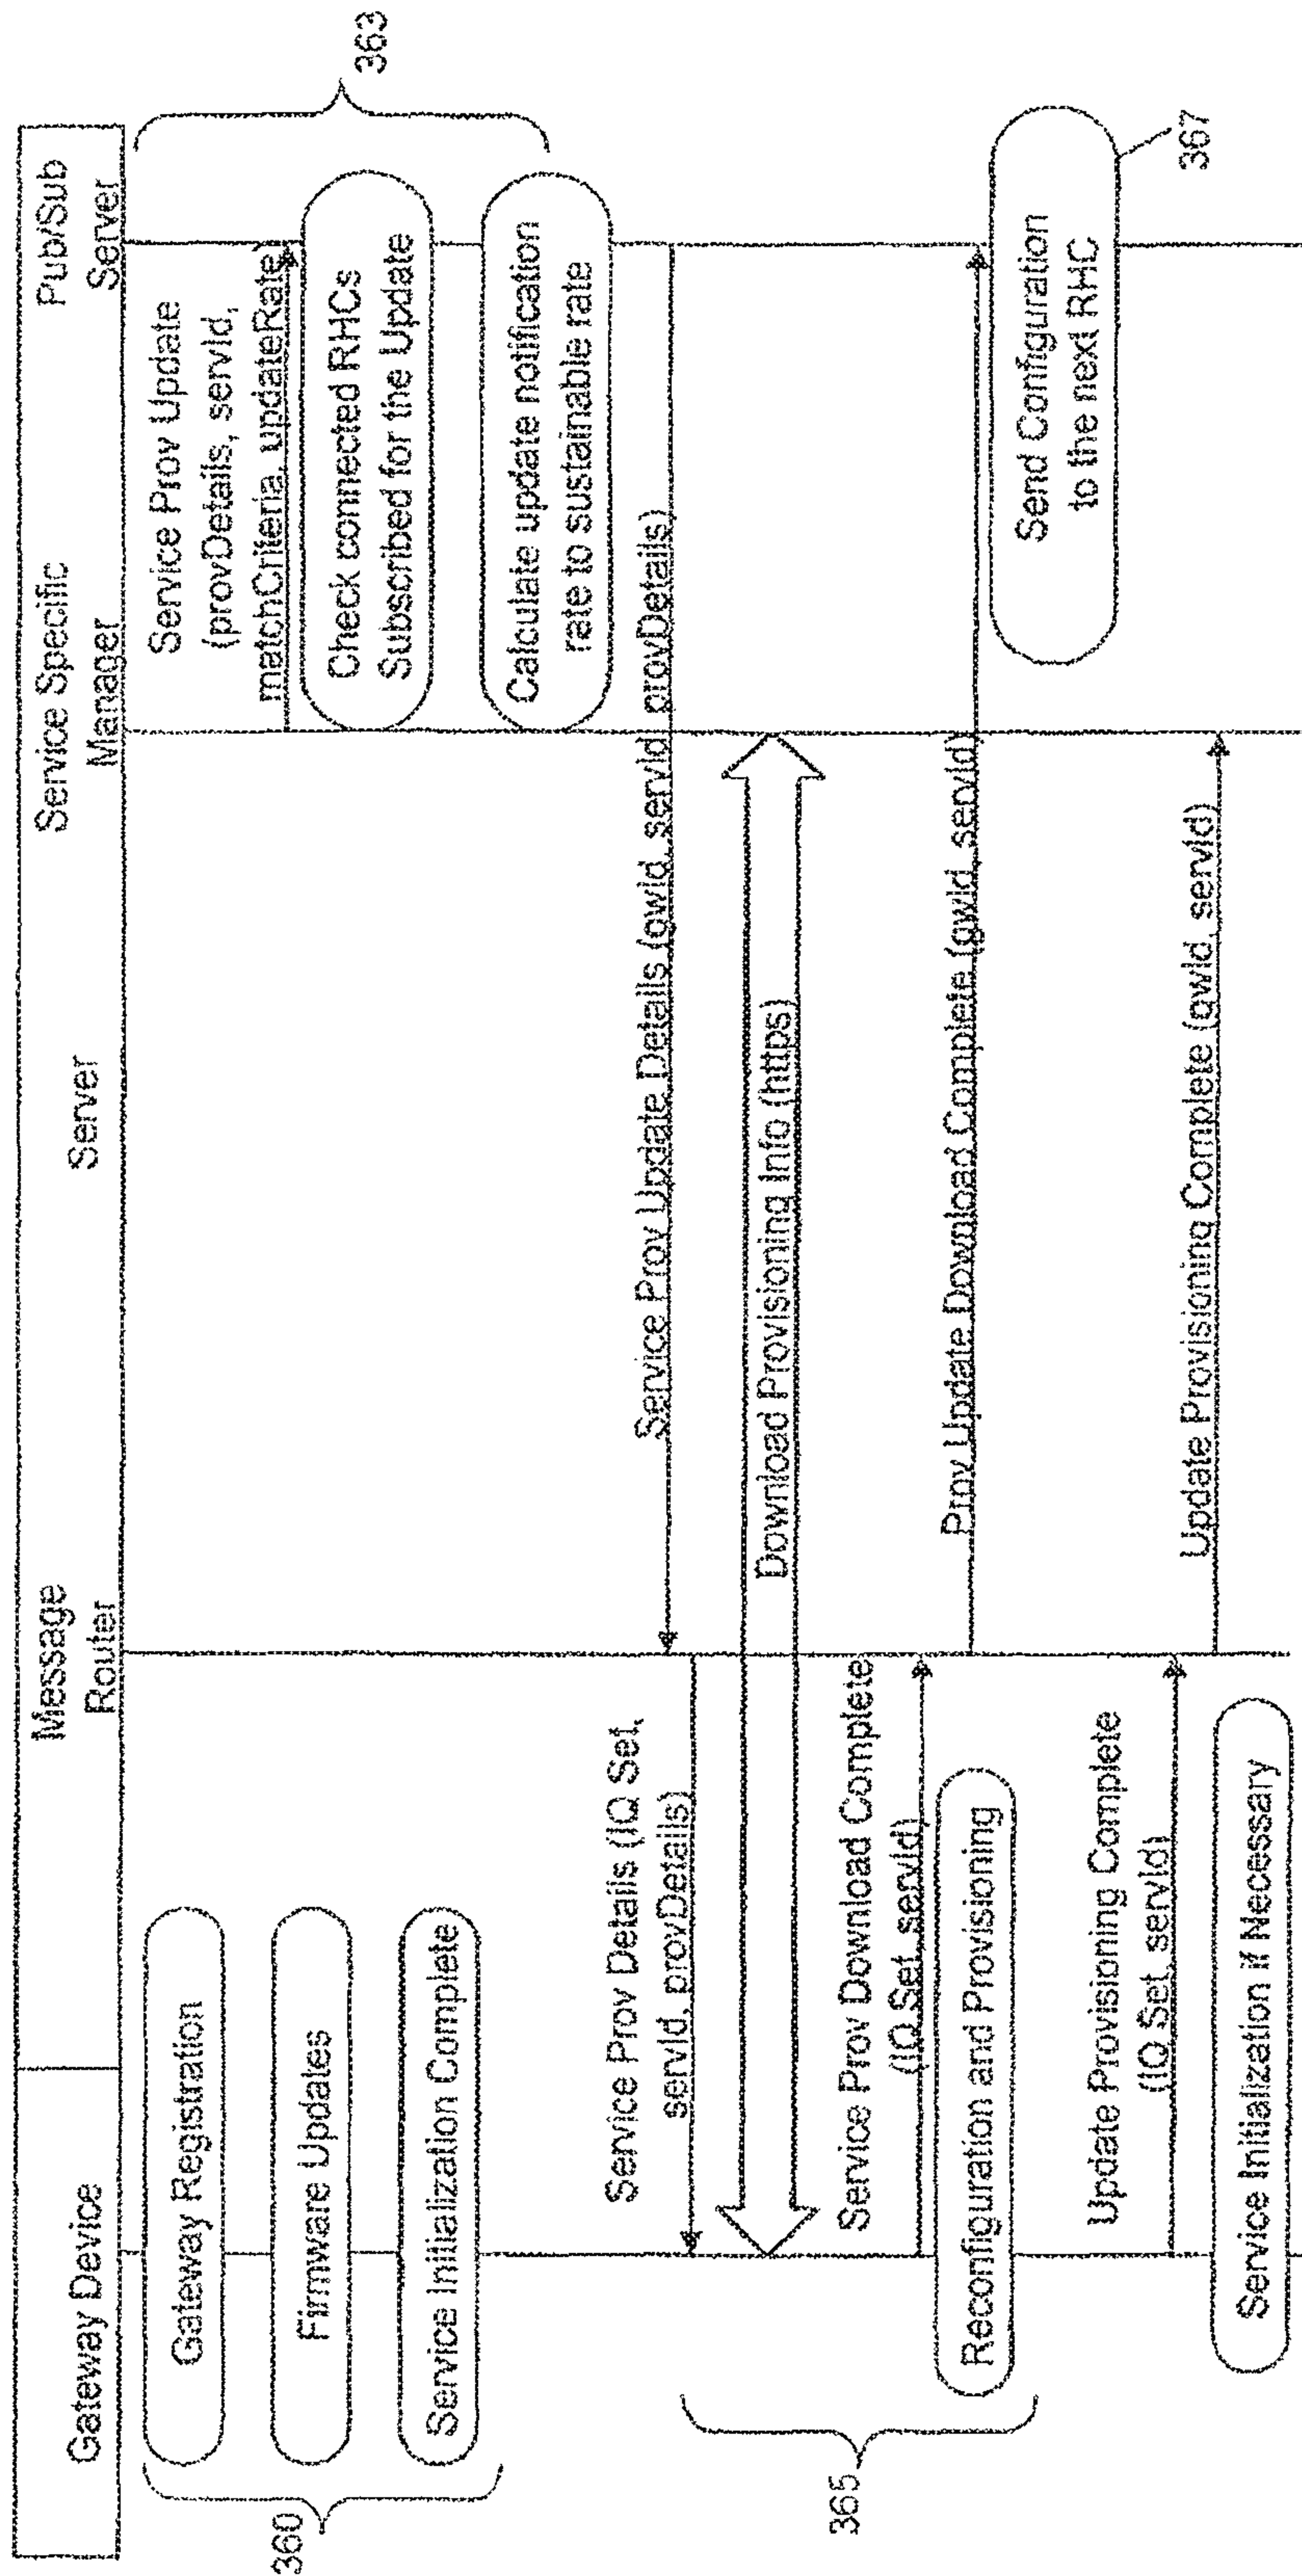 Gateway Device
Message
Router
Server
Service Specific
Manager
Pub/Sub
Server
Gateway Registration
Firmware Updates
Service Initialization Complete
360
Service Prov Update
(provDetails, servId,
matchCriteria, updateRate)
Check connected RHCs
Subscribed for the Update
Calculate update notification
rate to sustainable rate
363
Service Prov Update Details (gwId, servId, provDetails)
Service Prov Details (IQ Set,
servId, provDetails)
Download Provisioning Info (https)
Service Prov Download Complete
(IQ Set, servId)
Prov Update Download Complete (gwId, servId)
Reconfiguration and Provisioning
365
Send Configuration
to the next RHC
367
Update Provisioning Complete
(IQ Set, servId)
Update Provisioning Complete (gwId, servId)
Service Initialization if Necessary